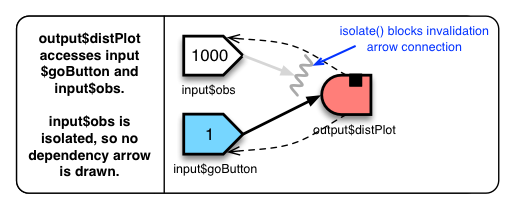 output$distPlot
accesses input
$goButton and
input$obs.
input$obs is
isolated, so no
dependency arrow
is drawn.
isolate() blocks invalidation
arrow connection
1000
input$obs
output$distPlot
1
input$goButton